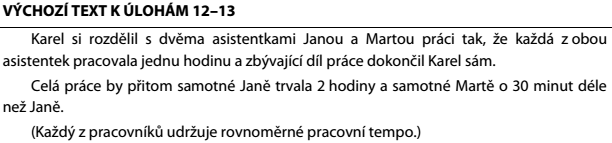 VÝCHOZÍ TEXT K ÚLOHÁM 12–13
Karel si rozdělil s dvěma asistentkami Janou a Martou práci tak, že každá z obou
asistentek pracovala jednu hodinu a zbývající díl práce dokončil Karel sám.
Celá práce by přitom samotné Janě trvala 2 hodiny a samotné Martě o 30 minut déle
než Janě.
(Každý z pracovníků udržuje rovnoměrné pracovní tempo.)